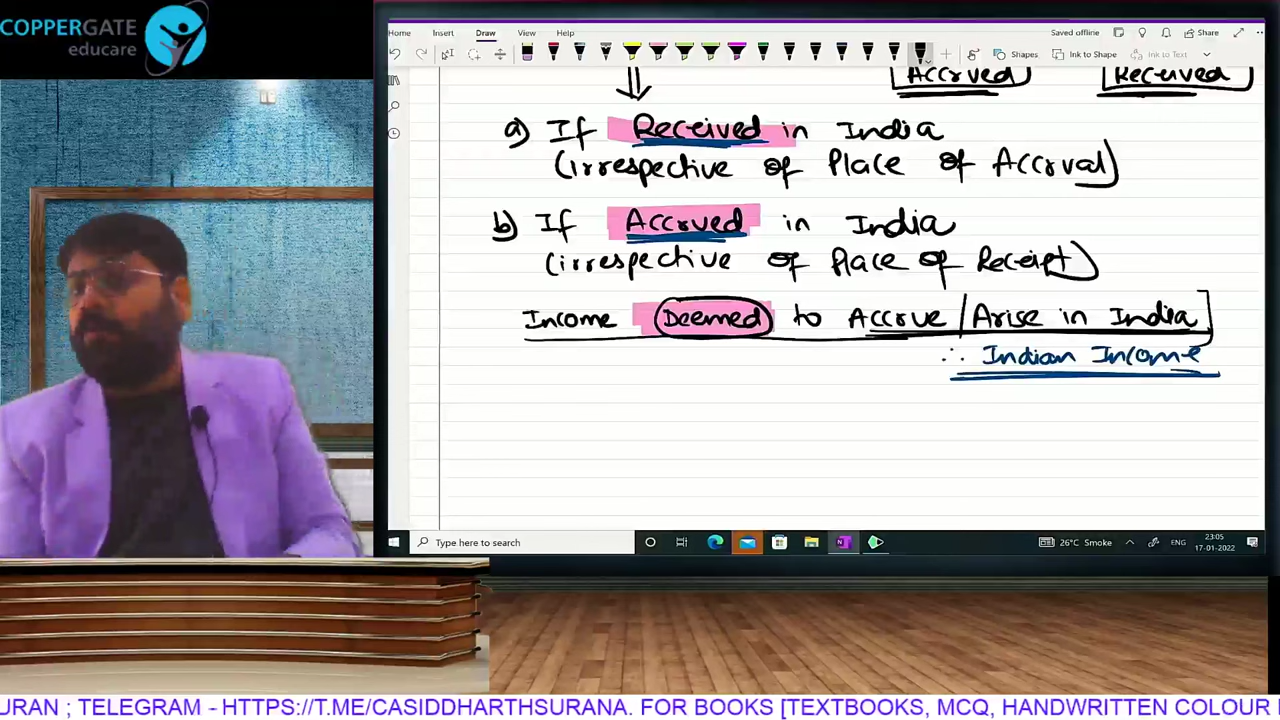 COPPERGATE
educare
Home Insert Draw View Help
Saved offline
Share
Shapes
Ink to Shape
Ink to Text
Accrued Received
a) If Received in India
(irrespective of Place of Accrual)
b) If Accrued in India
(irrespective of Place of Receipt)
Income Deemed to Accrue / Arise in India
∴ Indian Income
Type here to search
26°C Smoke
ENG
23:05
17-01-2022
URAN ; TELEGRAM - HTTPS://T.ME/CASIDDHARTHSURANA. FOR BOOKS [TEXTBOOKS, MCQ, HANDWRITTEN COLOUR